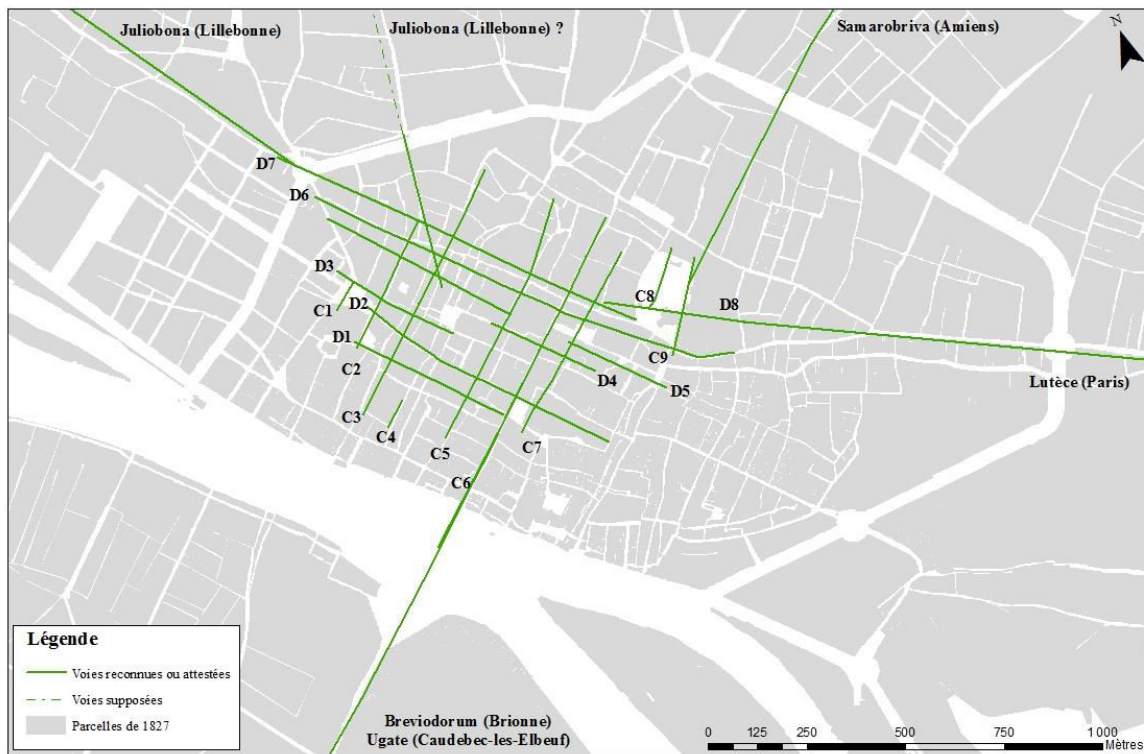 Juliobona (Lillebonne)
Juliobona (Lillebonne) ?
Samarobriva (Amiens)
N
D7
D6
D3
C1
D2
D1
C2
C3
C4
C5
C6
C7
D4
D5
C8
D8
C9
Lutèce (Paris)
Légende
Voies reconnues ou attestées
Voies supposées
Parcelles de 1827
Breviodorum (Brionne)
Ugate (Caudebec-les-Elbeuf)
0 125 250 500 750 1 000
Mètres